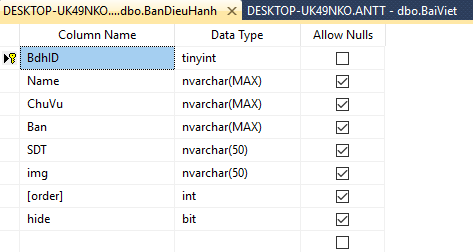 DESKTOP-UK49NKO....dbo.BanDieuHanh DESKTOP-UK49NKO.ANTT - dbo.BaiViet
Column Name Data Type Allow Nulls
BdhID tinyint
Name nvarchar(MAX)
ChuVu nvarchar(MAX)
Ban nvarchar(MAX)
SDT nvarchar(50)
img nvarchar(50)
[order] int
hide bit